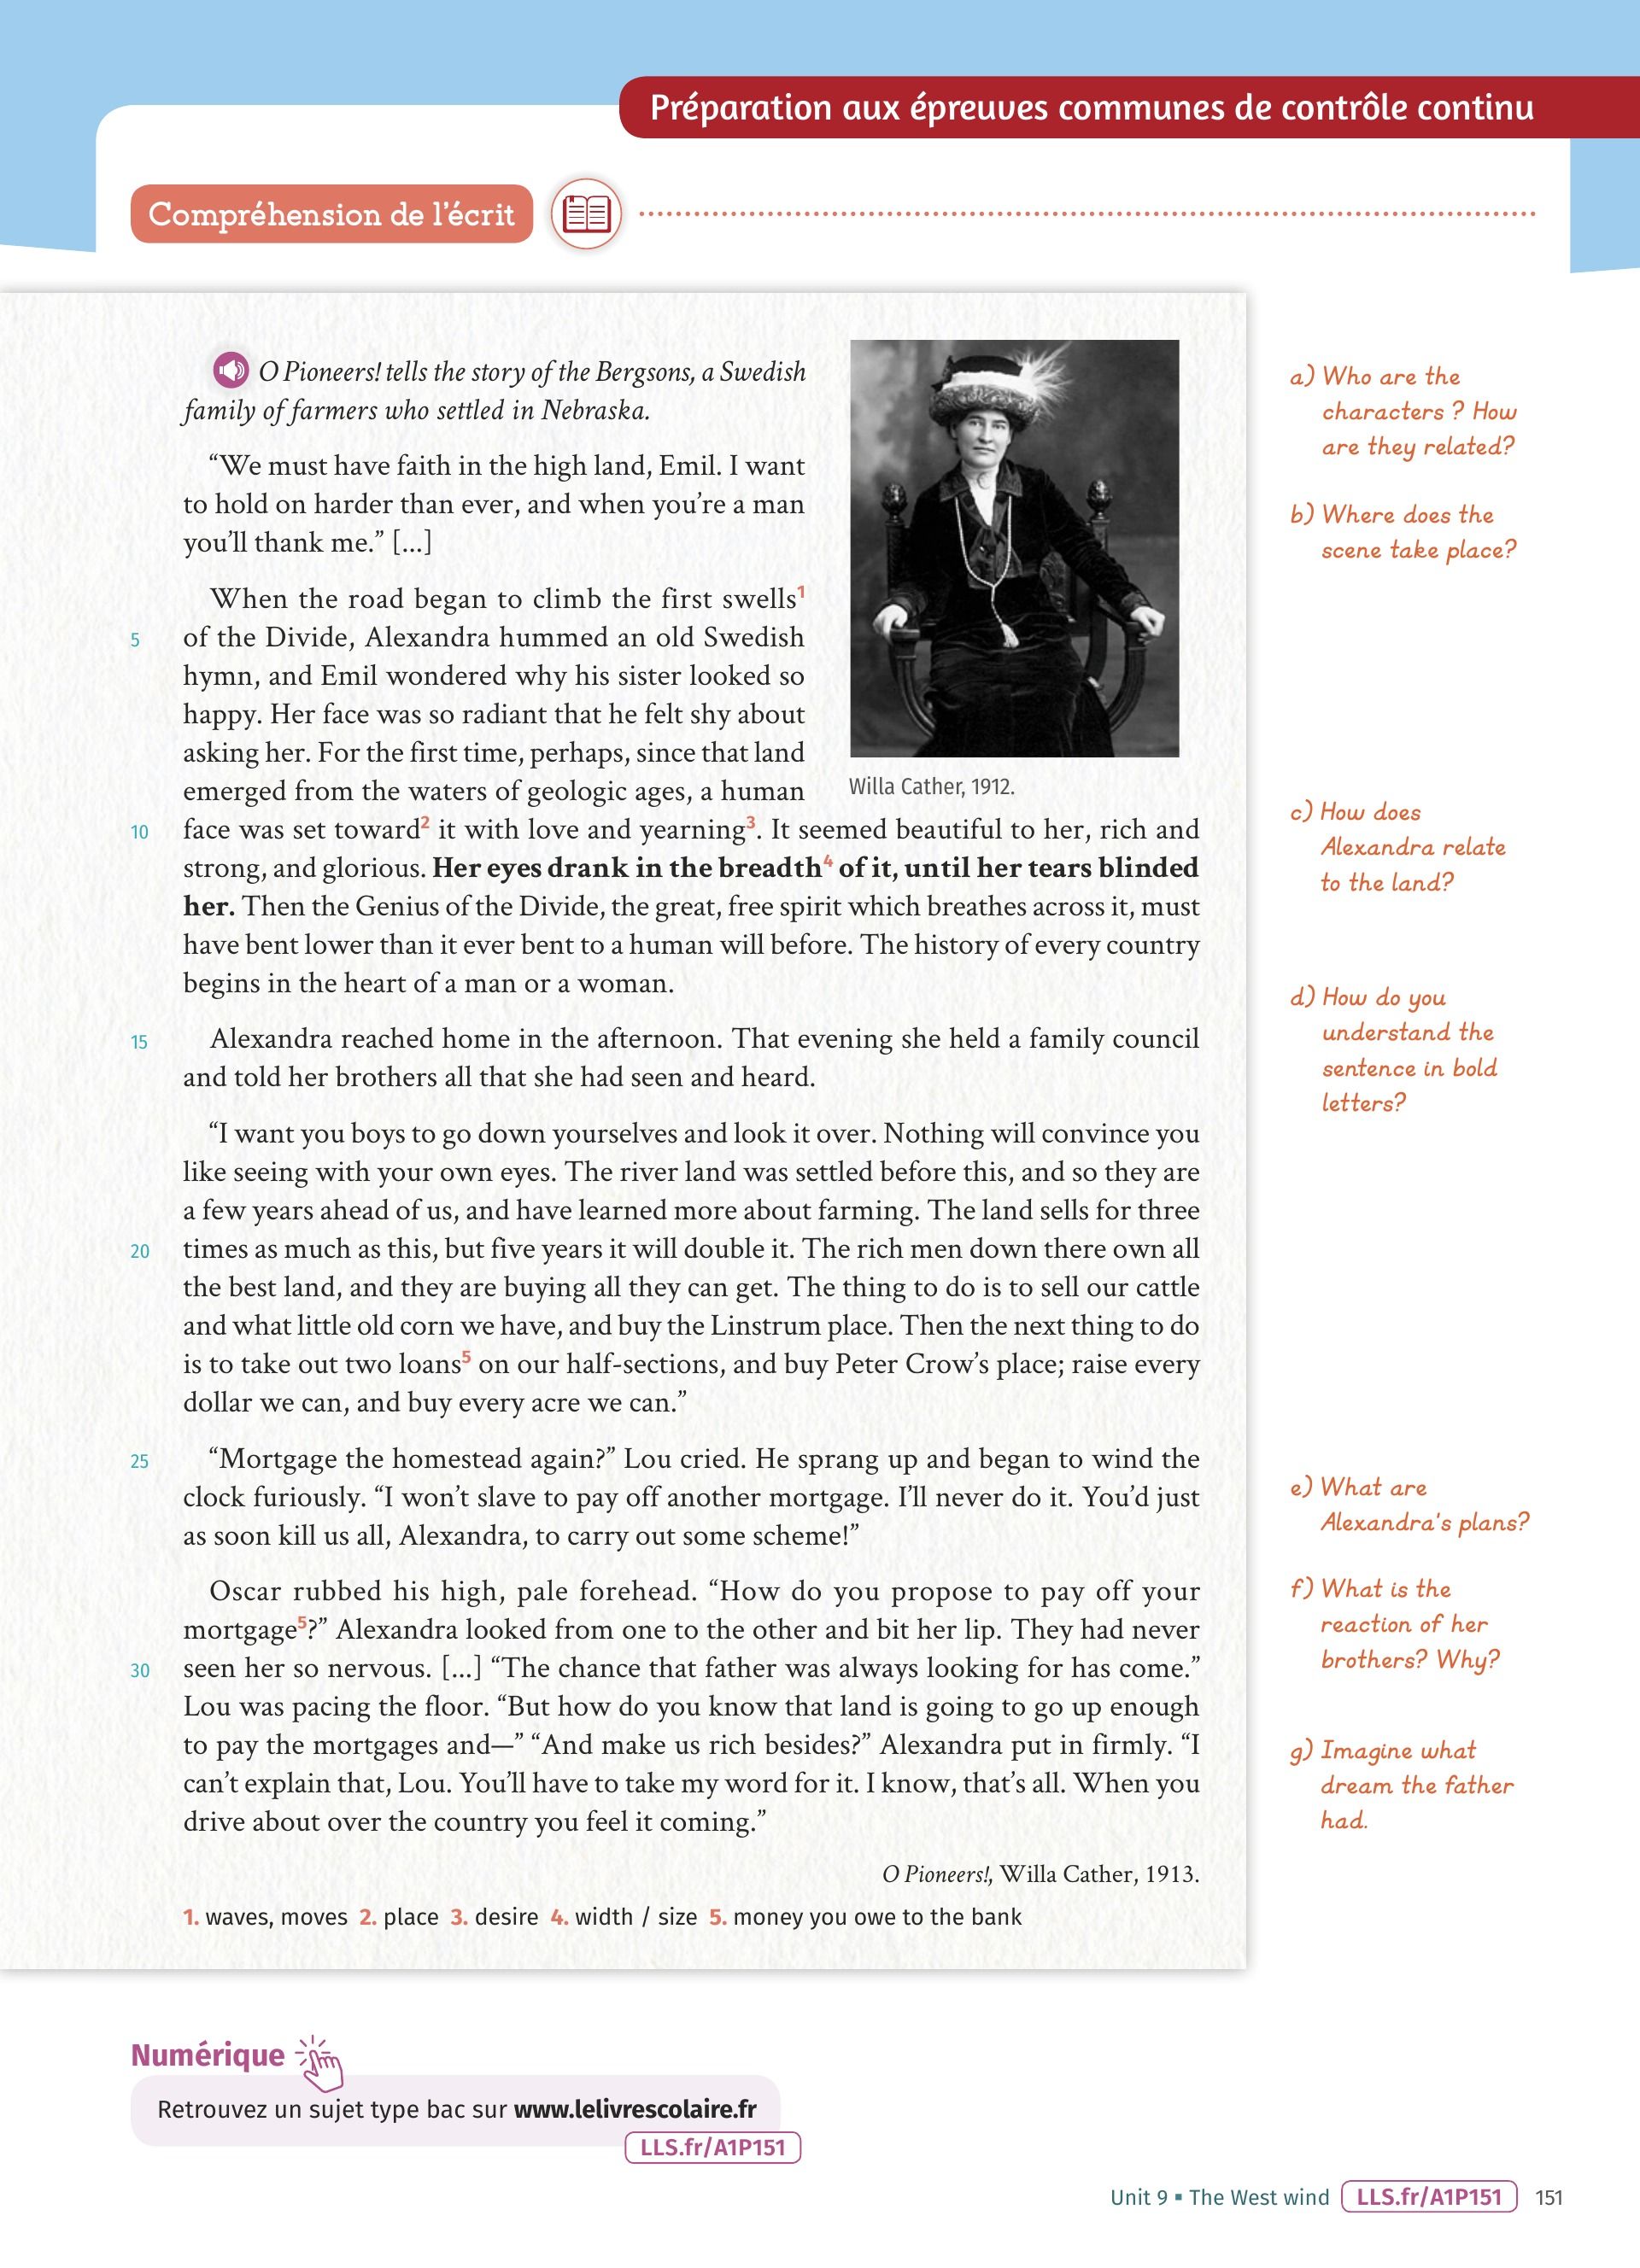 Préparation aux épreuves communes de contrôle continu
Compréhension de l'écrit
O Pioneers! tells the story of the Bergsons, a Swedish
family of farmers who settled in Nebraska.
“We must have faith in the high land, Emil. I want
to hold on harder than ever, and when you’re a man
you’ll thank me.” [...]
When the road began to climb the first swells1
5 of the Divide, Alexandra hummed an old Swedish
hymn, and Emil wondered why his sister looked so
happy. Her face was so radiant that he felt shy about
asking her. For the first time, perhaps, since that land
emerged from the waters of geologic ages, a human
10 face was set toward2 it with love and yearning3. It seemed beautiful to her, rich and
strong, and glorious. Her eyes drank in the breadth4 of it, until her tears blinded
her. Then the Genius of the Divide, the great, free spirit which breathes across it, must
have bent lower than it ever bent to a human will before. The history of every country
begins in the heart of a man or a woman.
15 Alexandra reached home in the afternoon. That evening she held a family council
and told her brothers all that she had seen and heard.
“I want you boys to go down yourselves and look it over. Nothing will convince you
like seeing with your own eyes. The river land was settled before this, and so they are
a few years ahead of us, and have learned more about farming. The land sells for three
20 times as much as this, but five years it will double it. The rich men down there own all
the best land, and they are buying all they can get. The thing to do is to sell our cattle
and what little old corn we have, and buy the Linstrum place. Then the next thing to do
is to take out two loans5 on our half-sections, and buy Peter Crow’s place; raise every
dollar we can, and buy every acre we can.”
25 “Mortgage the homestead again?” Lou cried. He sprang up and began to wind the
clock furiously. “I won’t slave to pay off another mortgage. I’ll never do it. You’d just
as soon kill us all, Alexandra, to carry out some scheme!”
Oscar rubbed his high, pale forehead. “How do you propose to pay off your
mortgage5?” Alexandra looked from one to the other and bit her lip. They had never
30 seen her so nervous. [...] “The chance that father was always looking for has come.”
Lou was pacing the floor. “But how do you know that land is going to go up enough
to pay the mortgages and—” “And make us rich besides?” Alexandra put in firmly. “I
can’t explain that, Lou. You’ll have to take my word for it. I know, that’s all. When you
drive about over the country you feel it coming.”
O Pioneers!, Willa Cather, 1913.
1. waves, moves 2. place 3. desire 4. width / size 5. money you owe to the bank
Willa Cather, 1912.
a) Who are the
characters ? How
are they related?
b) Where does the
scene take place?
c) How does
Alexandra relate
to the land?
d) How do you
understand the
sentence in bold
letters?
e) What are
Alexandra's plans?
f) What is the
reaction of her
brothers? Why?
g) Imagine what
dream the father
had.
Numérique
Retrouvez un sujet type bac sur www.lelivrescolaire.fr
LLS.fr/A1P151
Unit 9 ▪ The West wind LLS.fr/A1P151 151